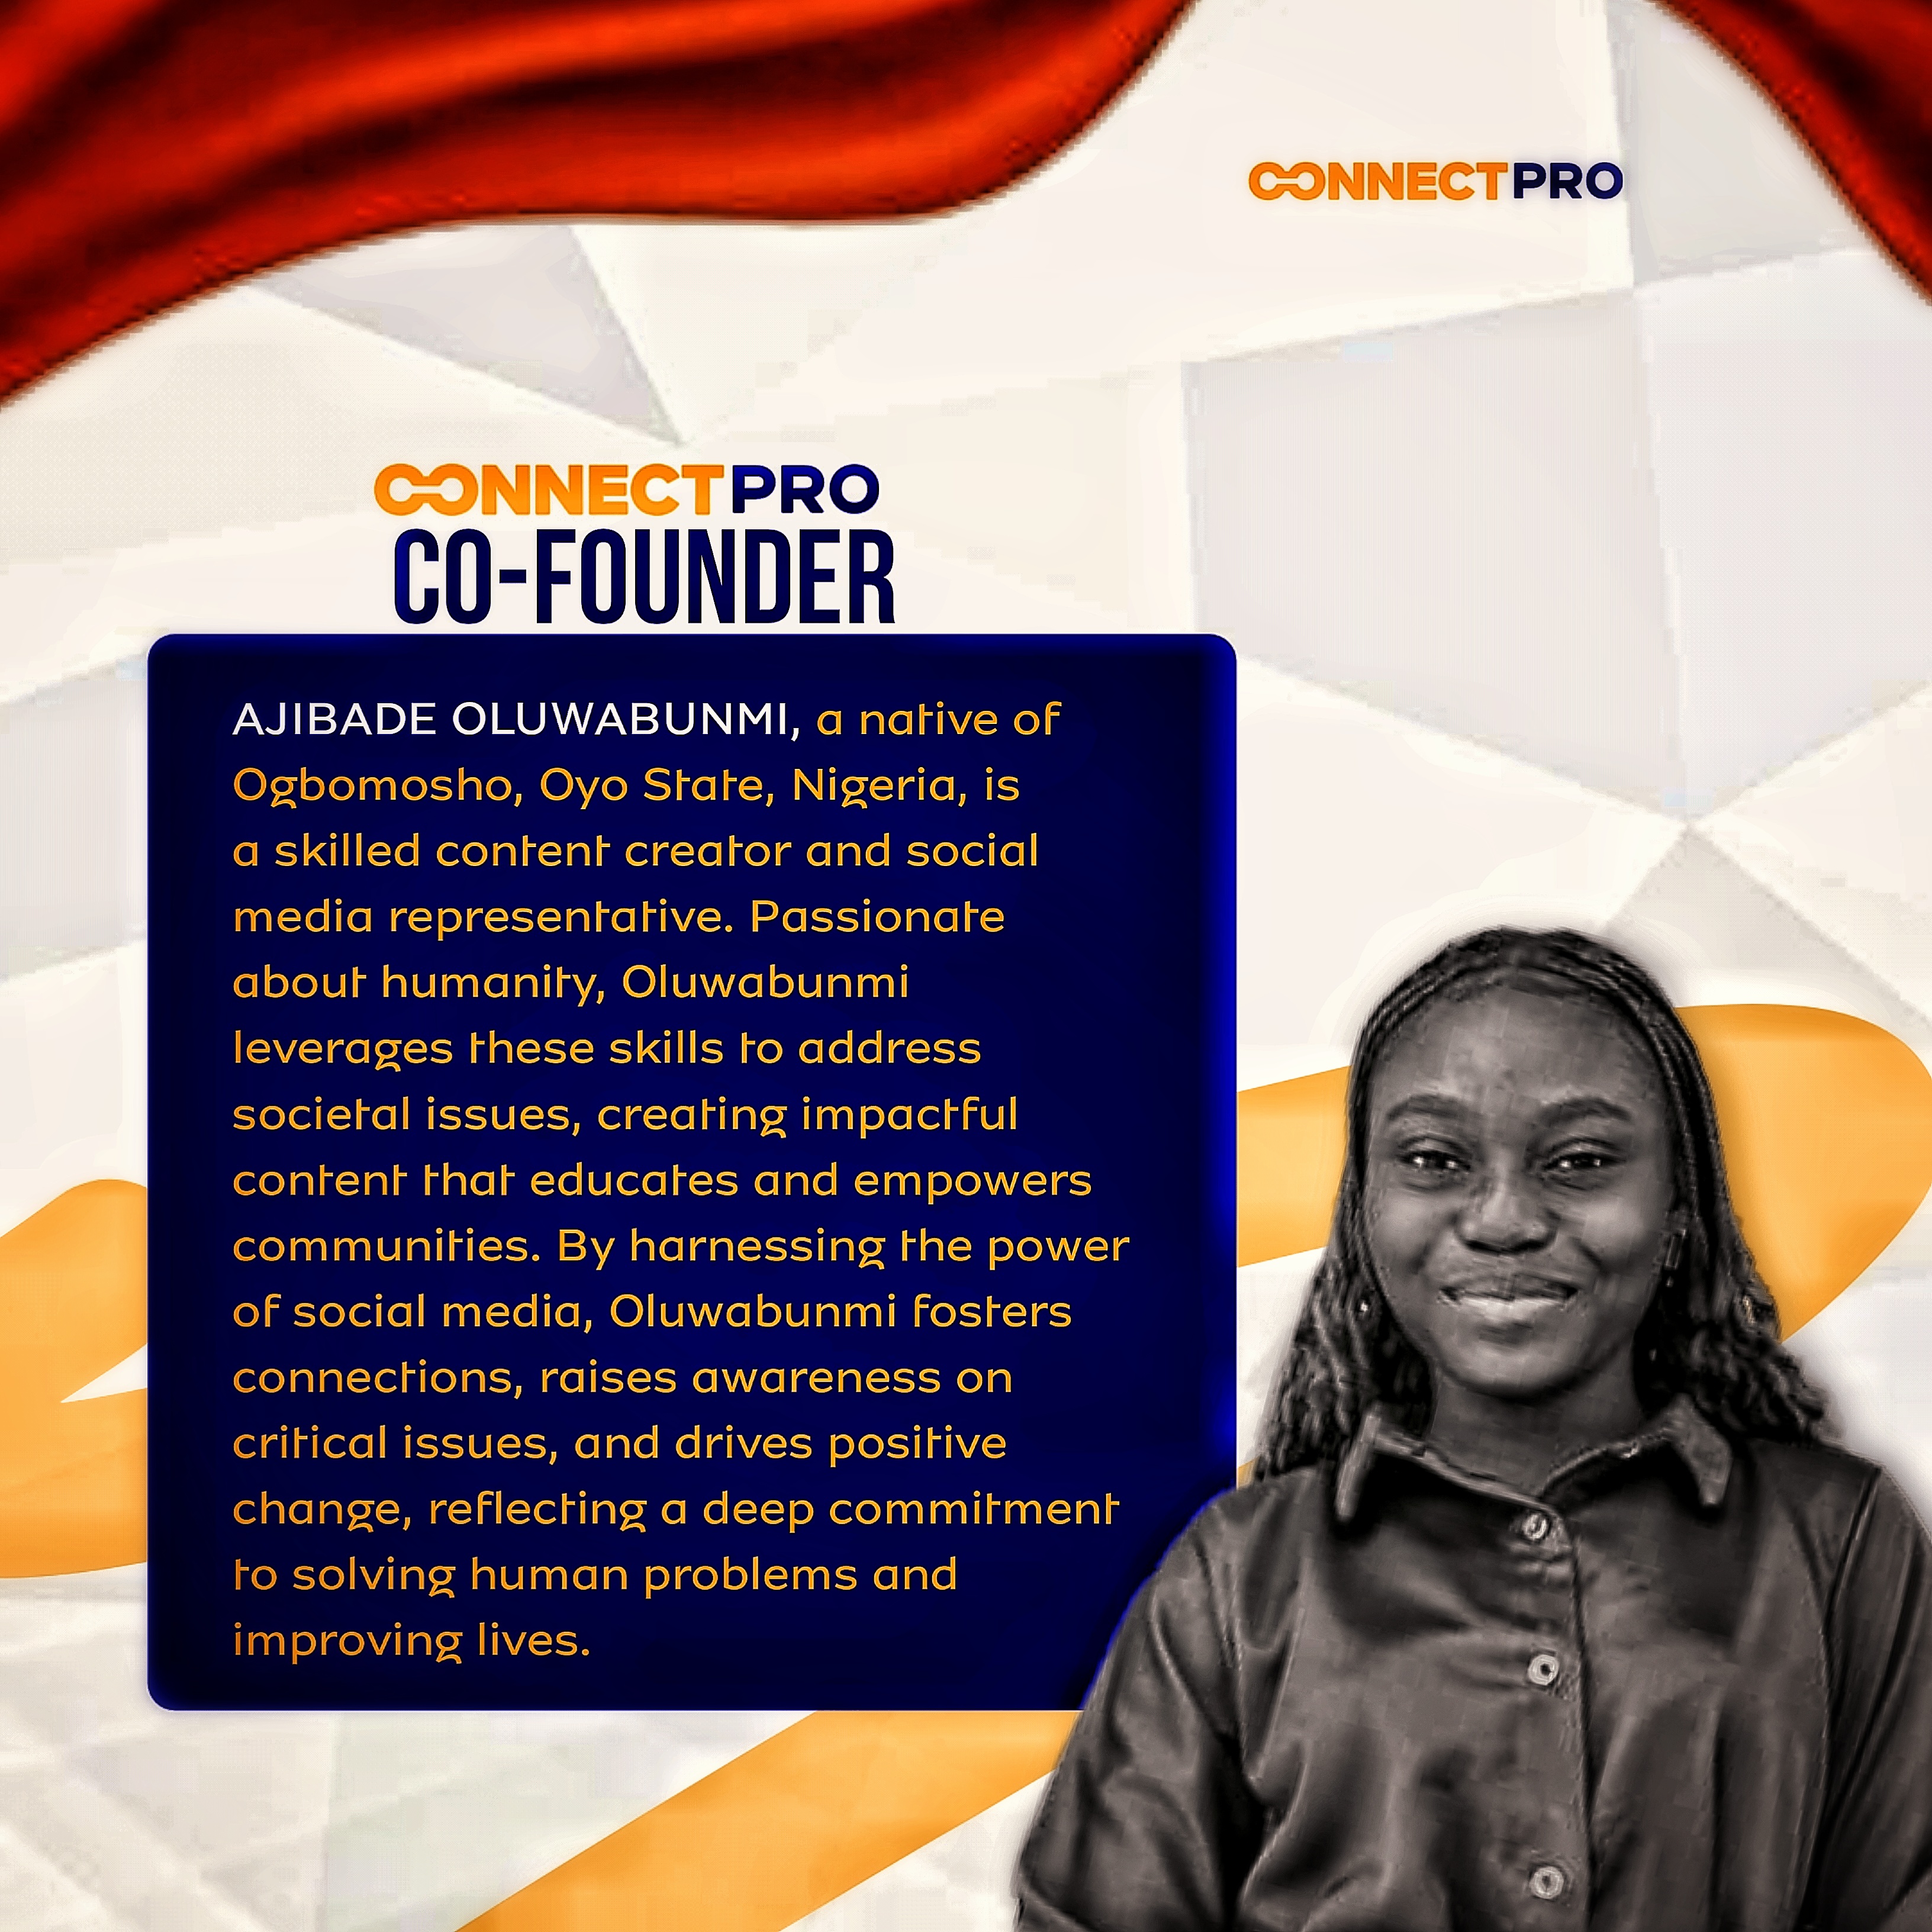 CONNECTPRO
CONNECTPRO
CO-FOUNDER
AJIBADE OLUWABUNMI, a native of
Ogbomosho, Oyo State, Nigeria, is
a skilled content creator and social
media representative. Passionate
about humanity, Oluwabunmi
leverages these skills to address
societal issues, creating impactful
content that educates and empowers
communities. By harnessing the power
of social media, Oluwabunmi fosters
connections, raises awareness on
critical issues, and drives positive
change, reflecting a deep commitment
to solving human problems and
improving lives.